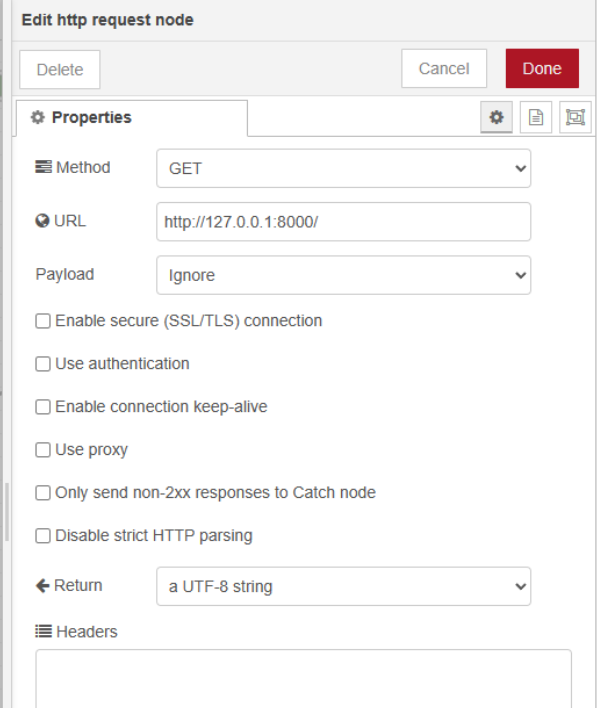 Edit http request node
Delete
Cancel
Done
Properties
Method
GET
URL
http://127.0.0.1:8000/
Payload
Ignore
Enable secure (SSL/TLS) connection
Use authentication
Enable connection keep-alive
Use proxy
Only send non-2xx responses to Catch node
Disable strict HTTP parsing
Return
a UTF-8 string
Headers